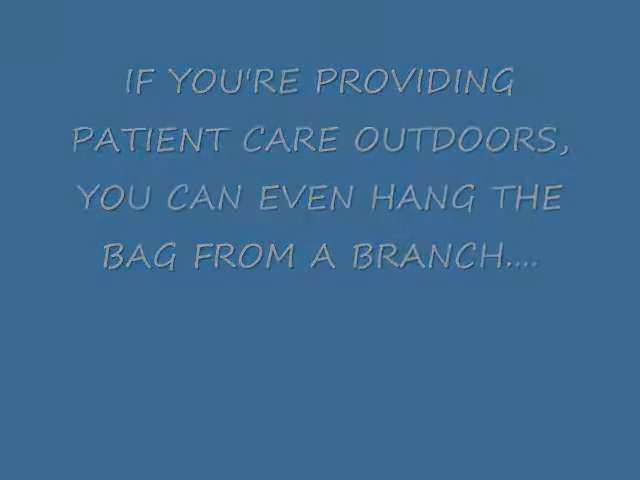 IF YOU'RE PROVIDING
PATIENT CARE OUTDOORS,
YOU CAN EVEN HANG THE
BAG FROM A BRANCH....